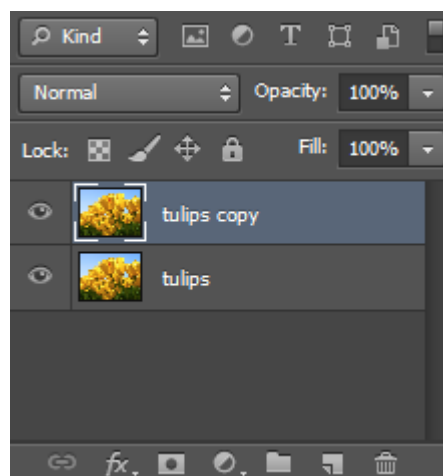 Kind T
Normal Opacity: 100%
Lock: Fill: 100%
tulips copy
tulips
fx